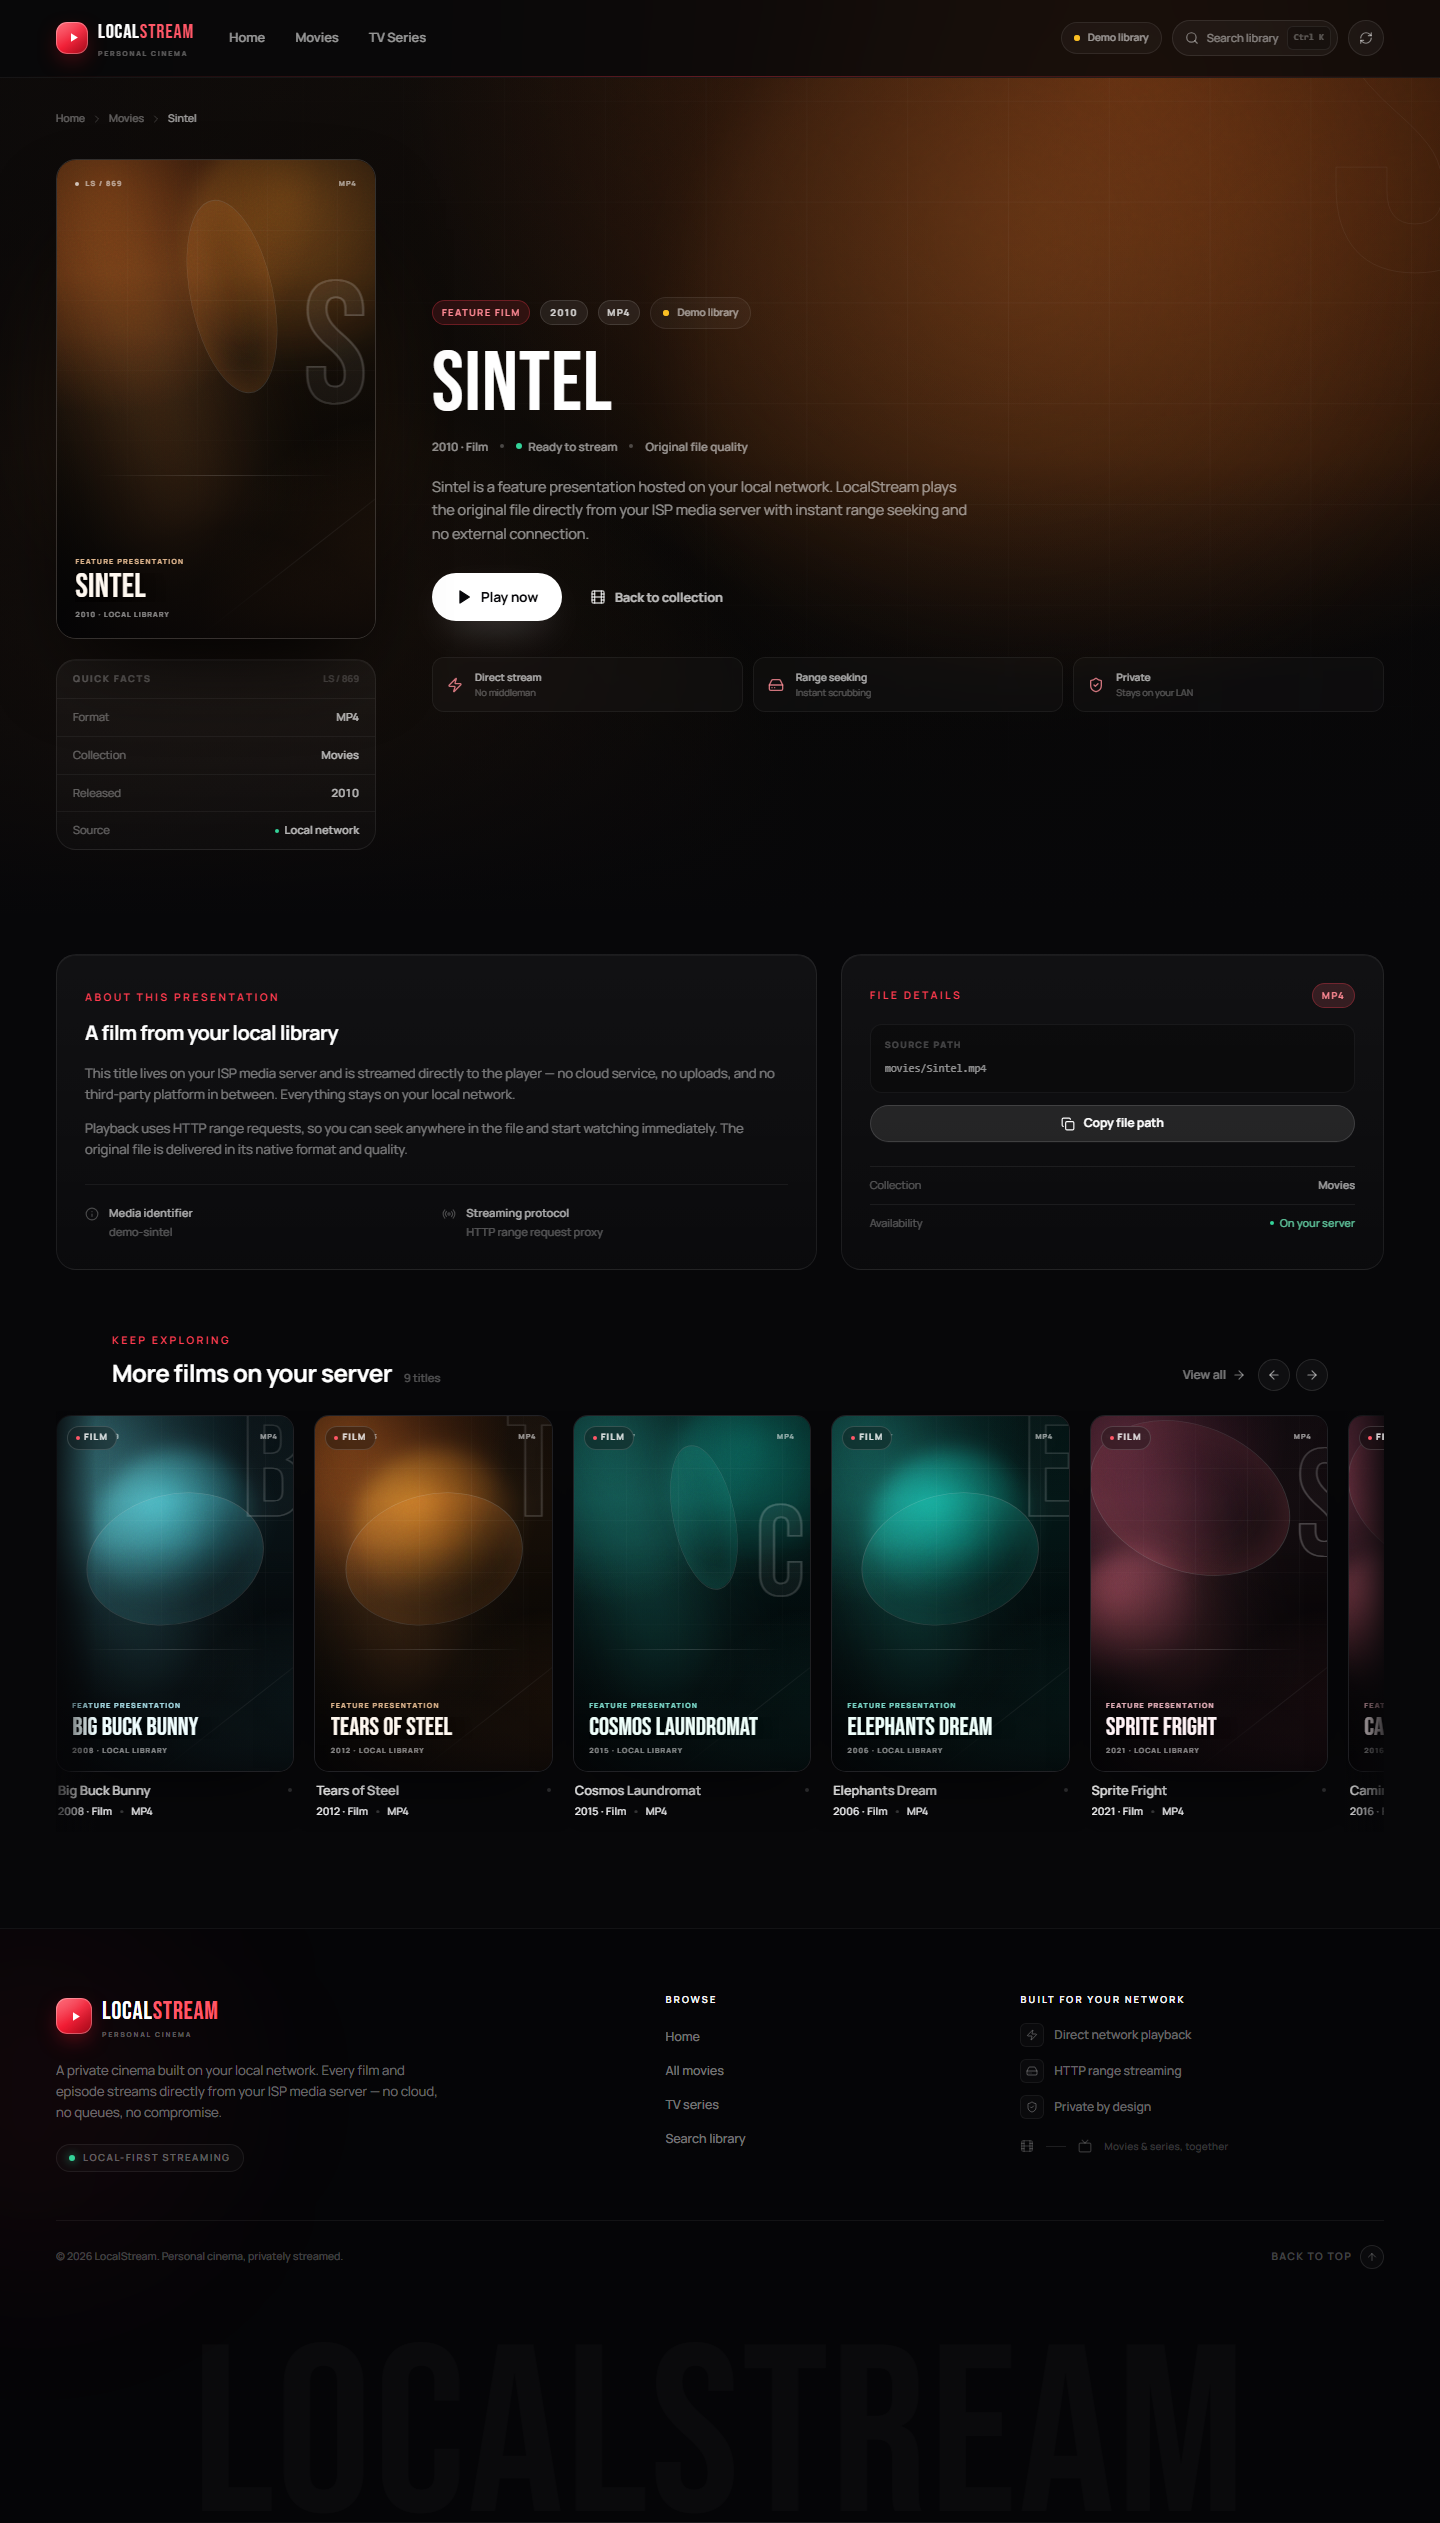 LOCALSTREAM
PERSONAL CINEMA
Home
Movies
TV Series
Demo library
Search library
Ctrl K
Home
Movies
Sintel
LS / 869
MP4
S
FEATURE PRESENTATION
SINTEL
2010 · LOCAL LIBRARY
QUICK FACTS
LS / 869
Format
MP4
Collection
Movies
Released
2010
Source
Local network
FEATURE FILM
2010
MP4
Demo library
SINTEL
2010 · Film
Ready to stream
Original file quality
Sintel is a feature presentation hosted on your local network. LocalStream plays
the original file directly from your ISP media server with instant range seeking and
no external connection.
Play now
Back to collection
Direct stream
No middleman
Range seeking
Instant scrubbing
Private
Stays on your LAN
ABOUT THIS PRESENTATION
A film from your local library
This title lives on your ISP media server and is streamed directly to the player — no cloud service, no uploads, and no
third-party platform in between. Everything stays on your local network.
Playback uses HTTP range requests, so you can seek anywhere in the file and start watching immediately. The
original file is delivered in its native format and quality.
Media identifier
demo-sintel
Streaming protocol
HTTP range request proxy
FILE DETAILS
MP4
SOURCE PATH
movies/Sintel.mp4
Copy file path
Collection
Movies
Availability
On your server
KEEP EXPLORING
More films on your server
9 titles
View all
FILM
MP4
B
FEATURE PRESENTATION
BIG BUCK BUNNY
2008 · LOCAL LIBRARY
Big Buck Bunny
2008 · Film • MP4
FILM
MP4
T
FEATURE PRESENTATION
TEARS OF STEEL
2012 · LOCAL LIBRARY
Tears of Steel
2012 · Film • MP4
FILM
MP4
C
FEATURE PRESENTATION
COSMOS LAUNDROMAT
2015 · LOCAL LIBRARY
Cosmos Laundromat
2015 · Film • MP4
FILM
MP4
E
FEATURE PRESENTATION
ELEPHANTS DREAM
2006 · LOCAL LIBRARY
Elephants Dream
2006 · Film • MP4
FILM
MP4
S
FEATURE PRESENTATION
SPRITE FRIGHT
2021 · LOCAL LIBRARY
Sprite Fright
2021 · Film • MP4
LOCALSTREAM
PERSONAL CINEMA
A private cinema built on your local network. Every film and
episode streams directly from your ISP media server — no cloud,
no queues, no compromise.
LOCAL-FIRST STREAMING
BROWSE
Home
All movies
TV series
Search library
BUILT FOR YOUR NETWORK
Direct network playback
HTTP range streaming
Private by design
Movies & series, together
© 2026 LocalStream. Personal cinema, privately streamed.
BACK TO TOP
LOCALSTREAM